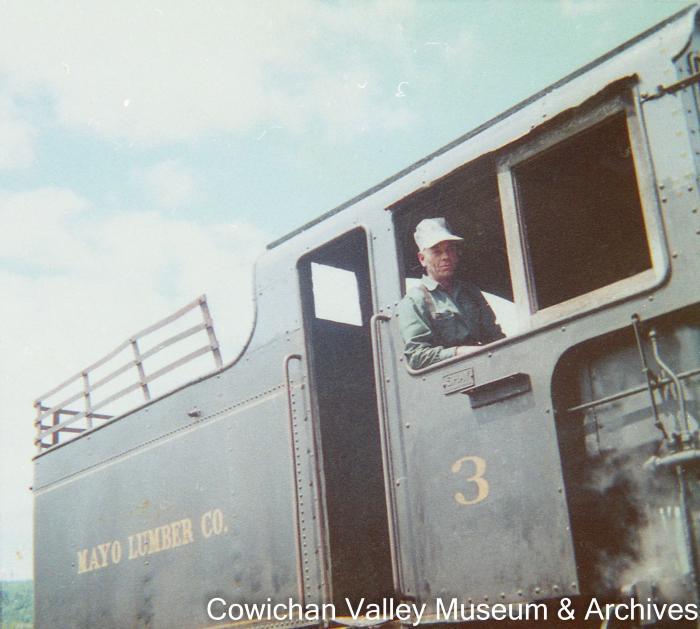 MAYO LUMBER CO.
3
Cowichan Valley Museum & Archives